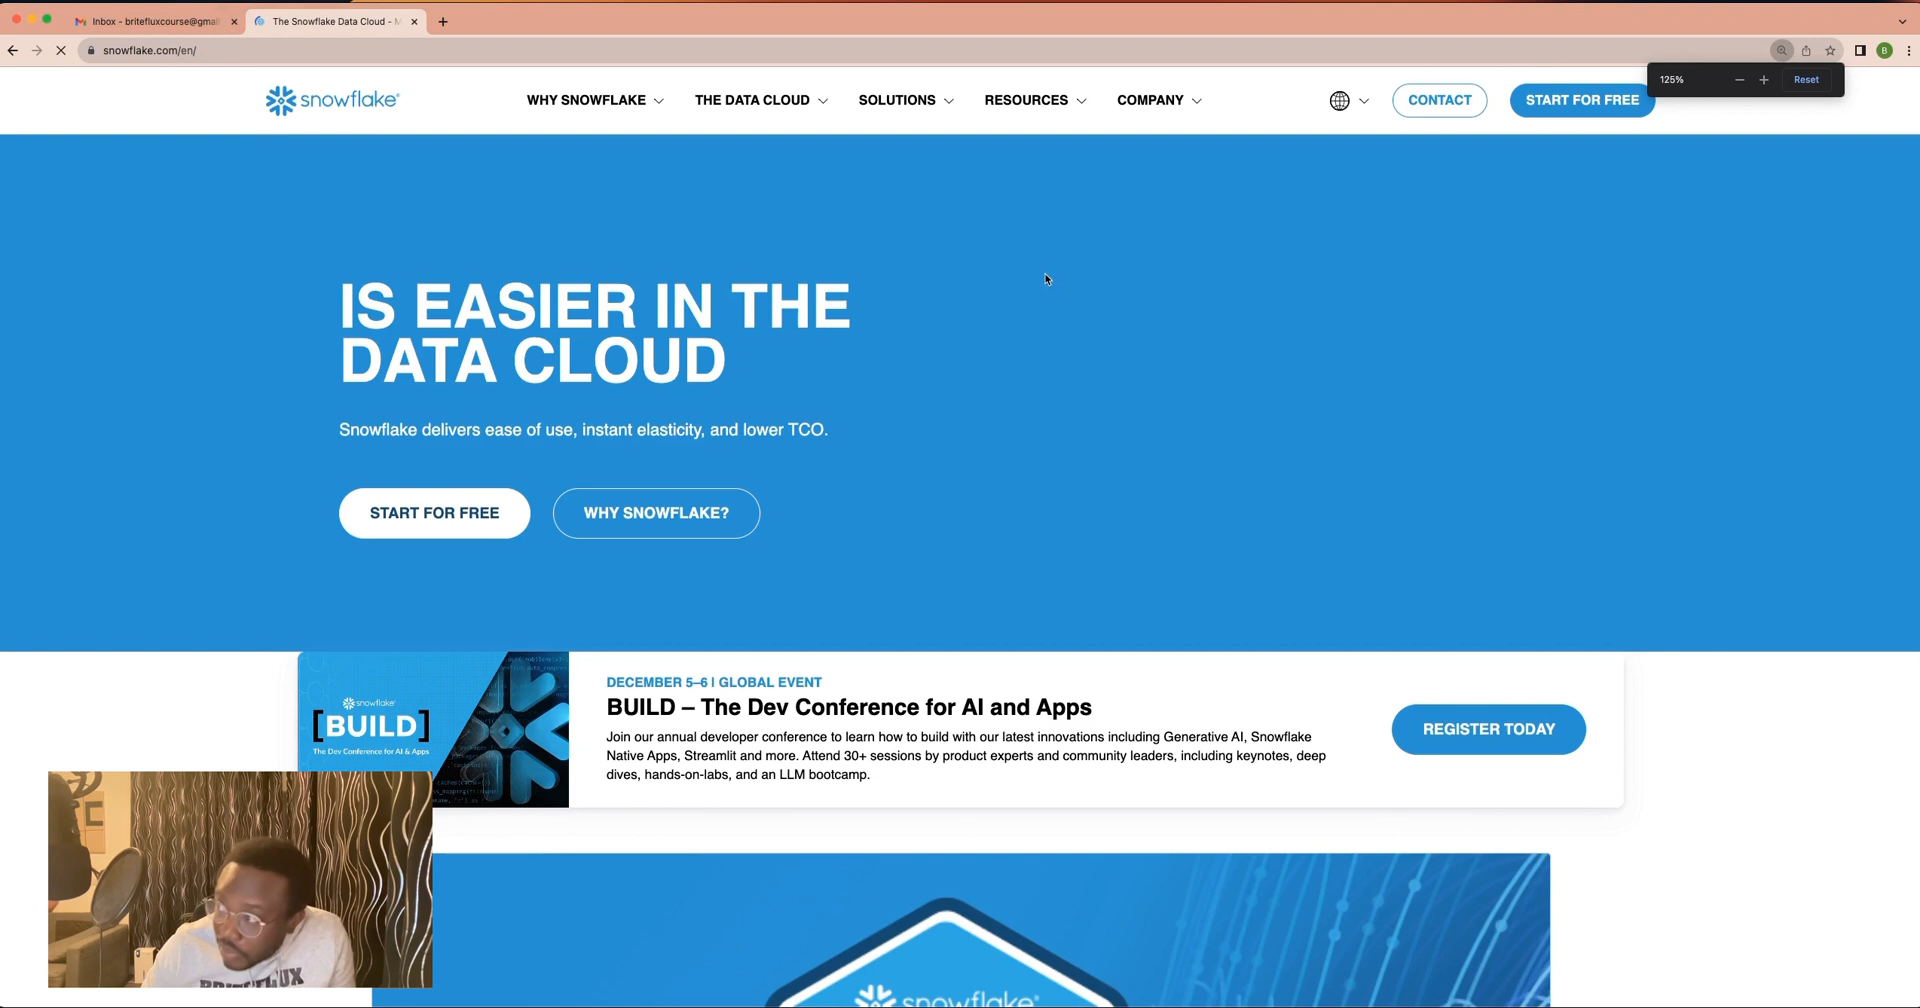 Inbox - britefluxcourse@gmai
The Snowflake Data Cloud - M
snowflake.com/en/
B
125%
Reset
snowflake®
WHY SNOWFLAKE
THE DATA CLOUD
SOLUTIONS
RESOURCES
COMPANY
CONTACT
START FOR FREE
IS EASIER IN THE
DATA CLOUD
Snowflake delivers ease of use, instant elasticity, and lower TCO.
START FOR FREE
WHY SNOWFLAKE?
snowflake
[BUILD]
The Dev Conference for AI & Apps
DECEMBER 5–6 | GLOBAL EVENT
BUILD – The Dev Conference for AI and Apps
Join our annual developer conference to learn how to build with our latest innovations including Generative AI, Snowflake
Native Apps, Streamlit and more. Attend 30+ sessions by product experts and community leaders, including keynotes, deep
dives, hands-on-labs, and an LLM bootcamp.
REGISTER TODAY
BRITEFLUX
snowflake®